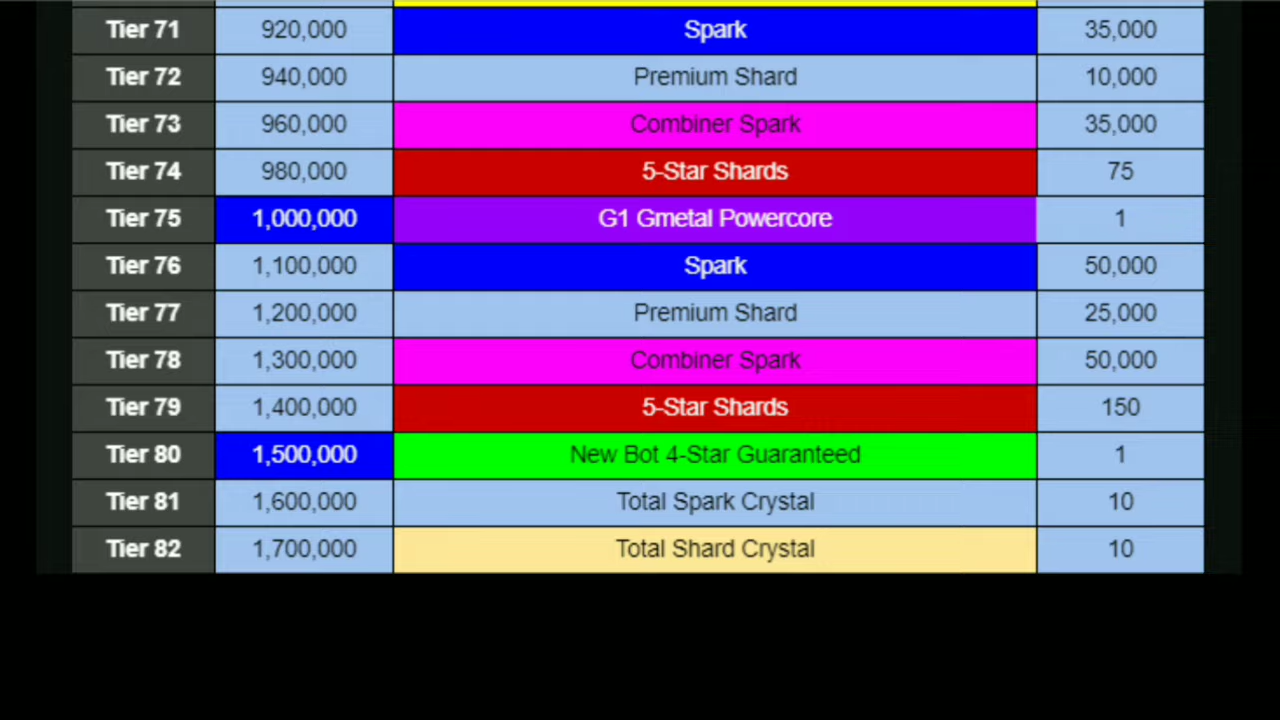 Tier 71 920,000 Spark 35,000
Tier 72 940,000 Premium Shard 10,000
Tier 73 960,000 Combiner Spark 35,000
Tier 74 980,000 5-Star Shards 75
Tier 75 1,000,000 G1 Gmetal Powercore 1
Tier 76 1,100,000 Spark 50,000
Tier 77 1,200,000 Premium Shard 25,000
Tier 78 1,300,000 Combiner Spark 50,000
Tier 79 1,400,000 5-Star Shards 150
Tier 80 1,500,000 New Bot 4-Star Guaranteed 1
Tier 81 1,600,000 Total Spark Crystal 10
Tier 82 1,700,000 Total Shard Crystal 10